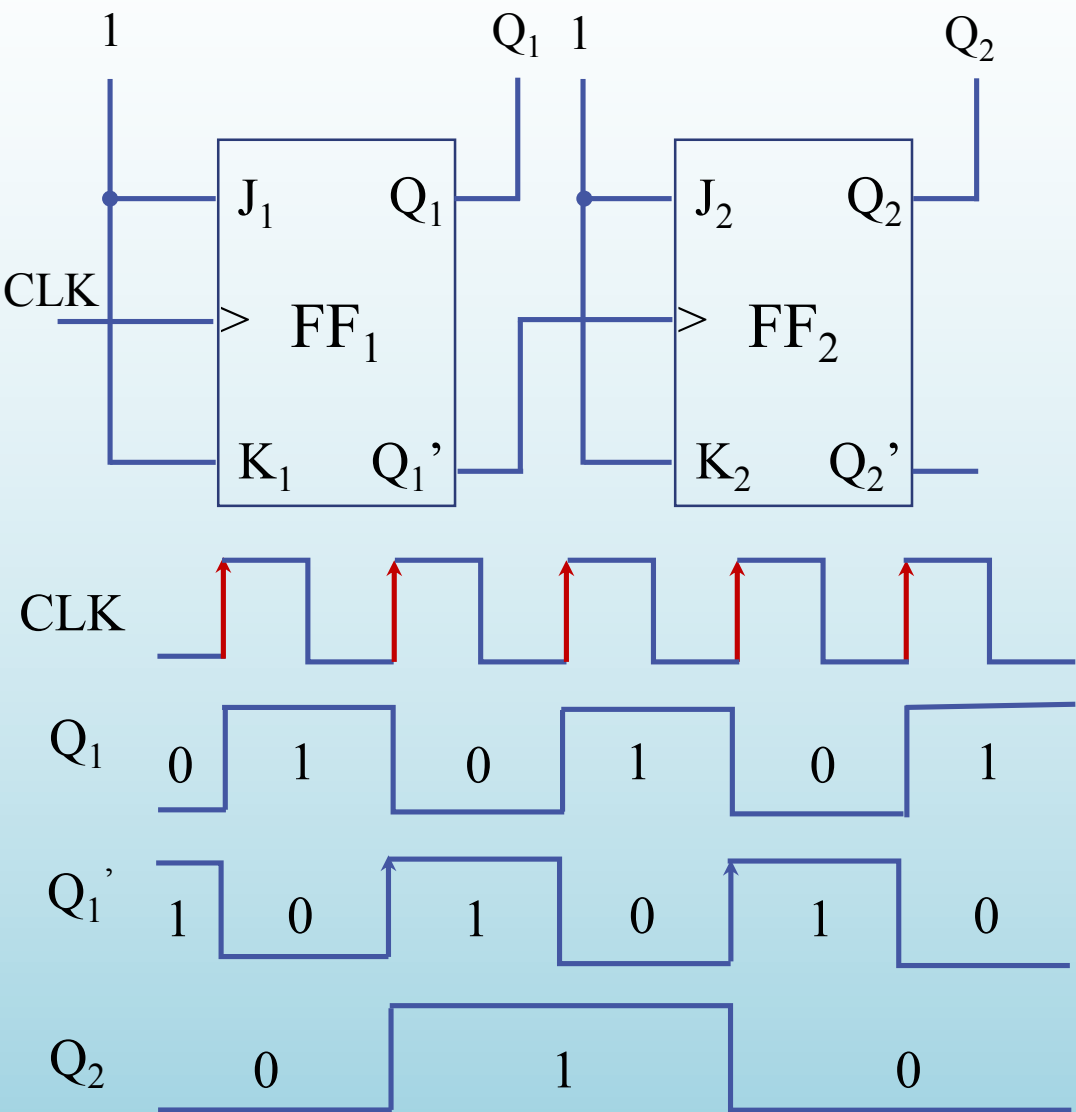 1 Q₁ 1 Q₂
J₁ Q₁ J₂ Q₂
CLK > FF₁ > FF₂
K₁ Q₁’ K₂ Q₂’
CLK
Q₁ 0 1 0 1 0 1
Q₁’ 1 0 1 0 1 0
Q₂ 0 1 0